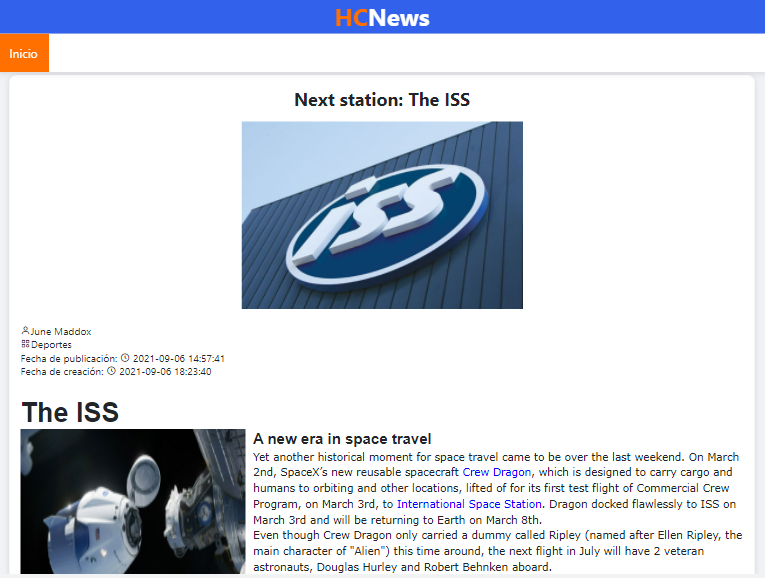 HCNews
Inicio
Next station: The ISS
iss
June Maddox
Deportes
Fecha de publicación: 2021-09-06 14:57:41
Fecha de creación: 2021-09-06 18:23:40
The ISS
A new era in space travel
Yet another historical moment for space travel came to be over the last weekend. On March
2nd, SpaceX's new reusable spacecraft Crew Dragon, which is designed to carry cargo and
humans to orbiting and other locations, lifted of for its first test flight of Commercial Crew
Program, on March 3rd, to International Space Station. Dragon docked flawlessly to ISS on
March 3rd and will be returning to Earth on March 8th.
Even though Crew Dragon only carried a dummy called Ripley (named after Ellen Ripley, the
main character of "Alien") this time around, the next flight in July will have 2 veteran
astronauts, Douglas Hurley and Robert Behnken aboard.